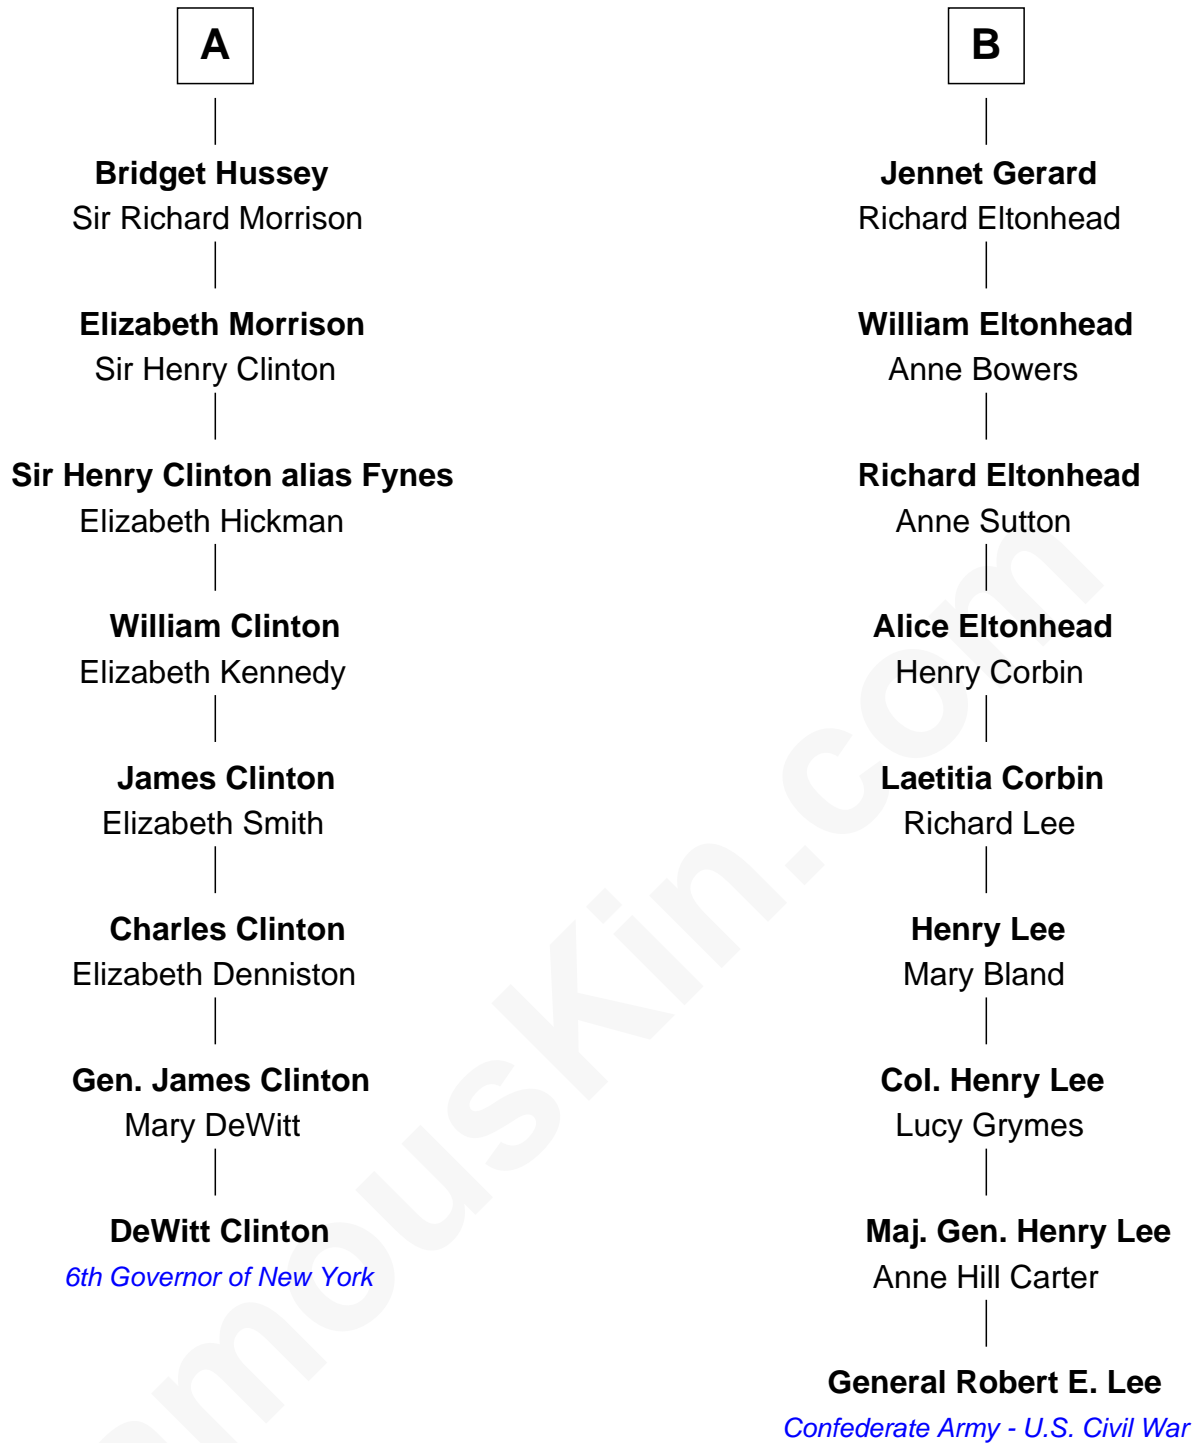 A
Bridget Hussey
Sir Richard Morrison
Elizabeth Morrison
Sir Henry Clinton
Sir Henry Clinton alias Fynes
Elizabeth Hickman
William Clinton
Elizabeth Kennedy
James Clinton
Elizabeth Smith
Charles Clinton
Elizabeth Denniston
Gen. James Clinton
Mary DeWitt
DeWitt Clinton
6th Governor of New York
B
Jennet Gerard
Richard Eltonhead
William Eltonhead
Anne Bowers
Richard Eltonhead
Anne Sutton
Alice Eltonhead
Henry Corbin
Laetitia Corbin
Richard Lee
Henry Lee
Mary Bland
Col. Henry Lee
Lucy Grymes
Maj. Gen. Henry Lee
Anne Hill Carter
General Robert E. Lee
Confederate Army - U.S. Civil War
amousKin.com